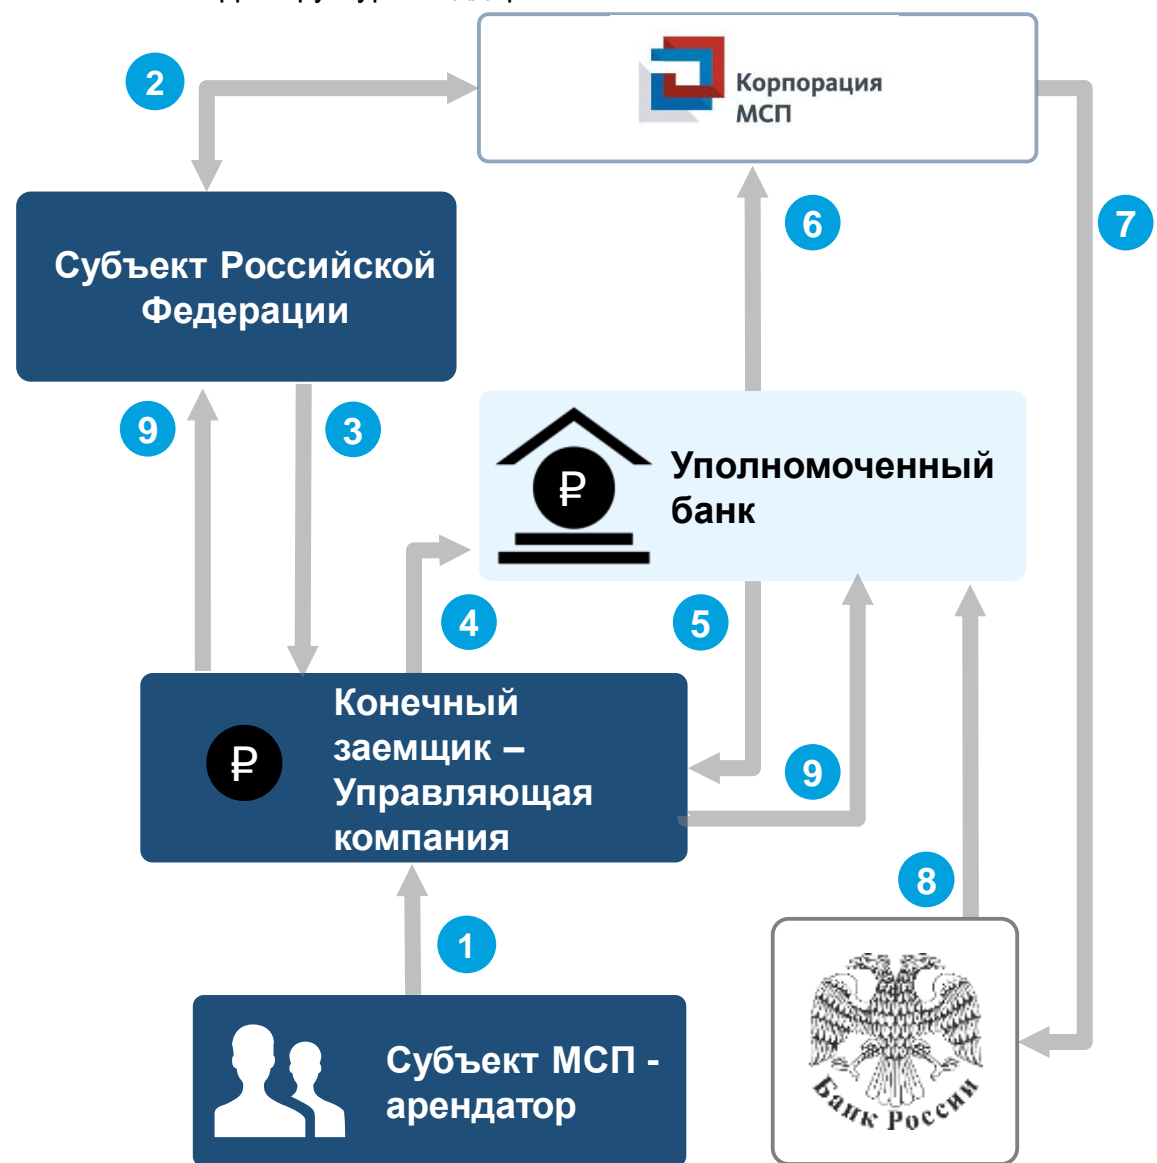 2
Корпорация
МСП
6
7
Субъект Российской
Федерации
9
3
₽
Уполномоченный
банк
4
5
₽
Конечный
заемщик –
Управляющая
компания
9
8
1
Субъект МСП -
арендатор
Банк России